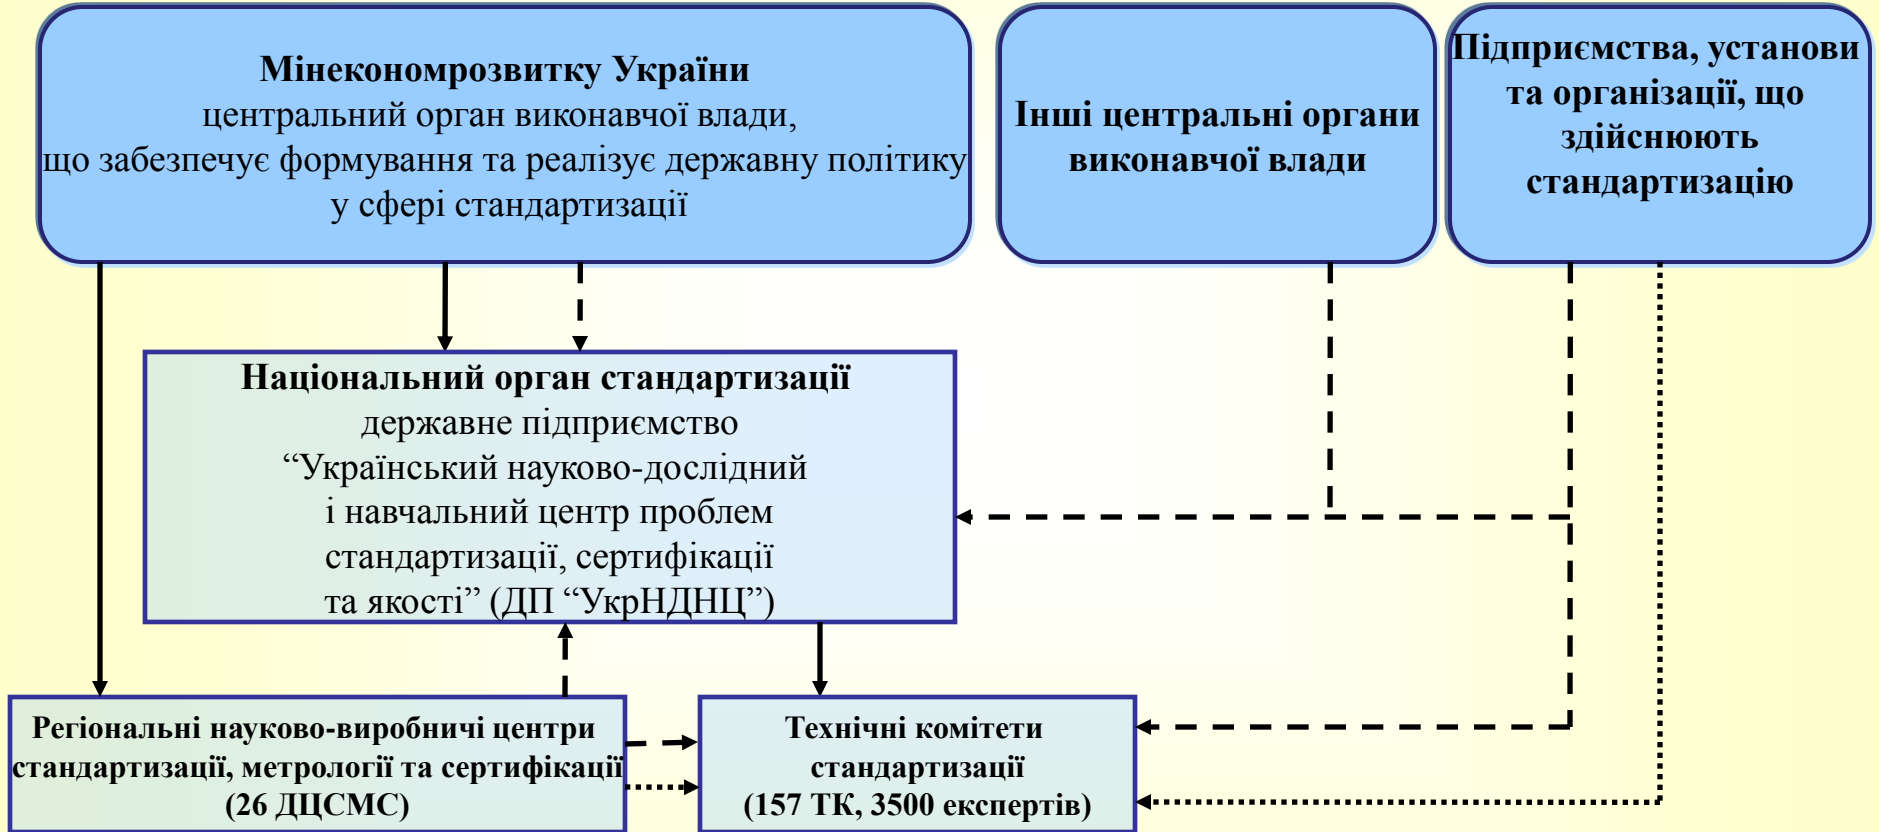 Мінекономрозвитку України
центральний орган виконавчої влади,
що забезпечує формування та реалізує державну політику
у сфері стандартизації
Інші центральні органи
виконавчої влади
Підприємства, установи
та організації, що
здійснюють
стандартизацію
Національний орган стандартизації
державне підприємство
“Український науково-дослідний
і навчальний центр проблем
стандартизації, сертифікації
та якості” (ДП “УкрНДНЦ”)
Регіональні науково-виробничі центри
стандартизації, метрології та сертифікації
(26 ДЦСМС)
Технічні комітети
стандартизації
(157 ТК, 3500 експертів)